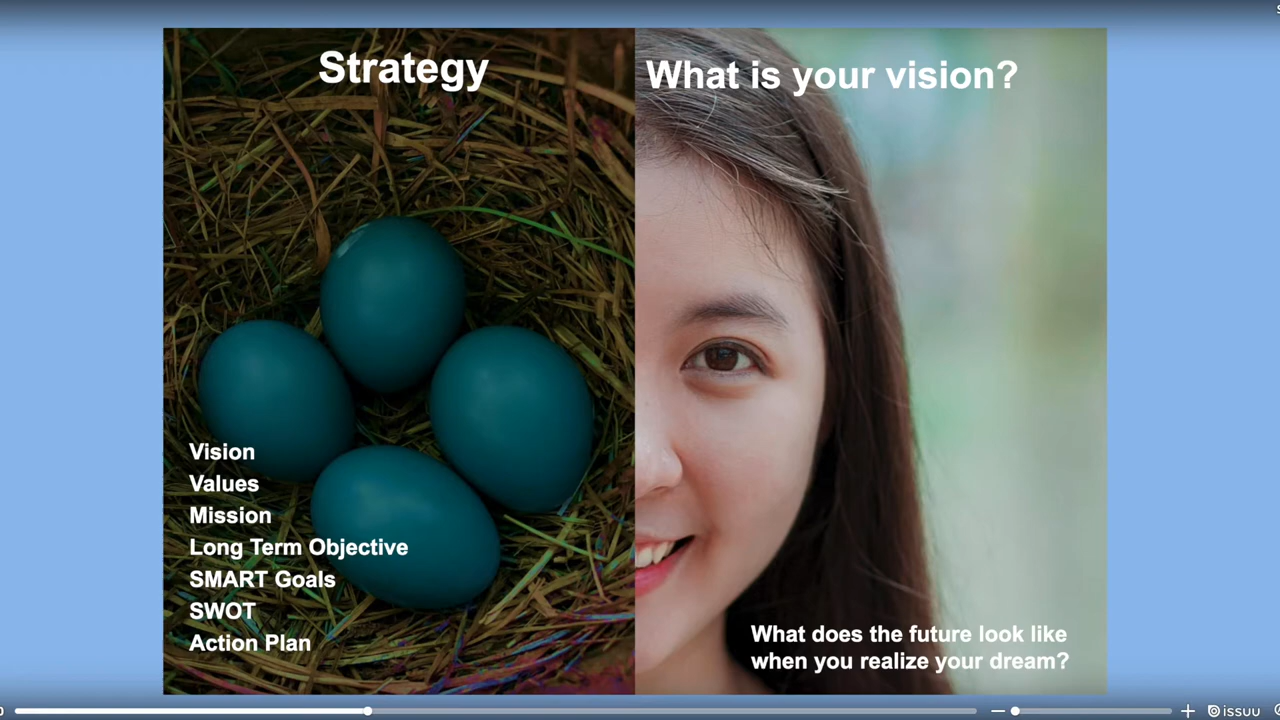 Strategy
Vision
Values
Mission
Long Term Objective
SMART Goals
SWOT
Action Plan
What is your vision?
What does the future look like
when you realize your dream?
issuu